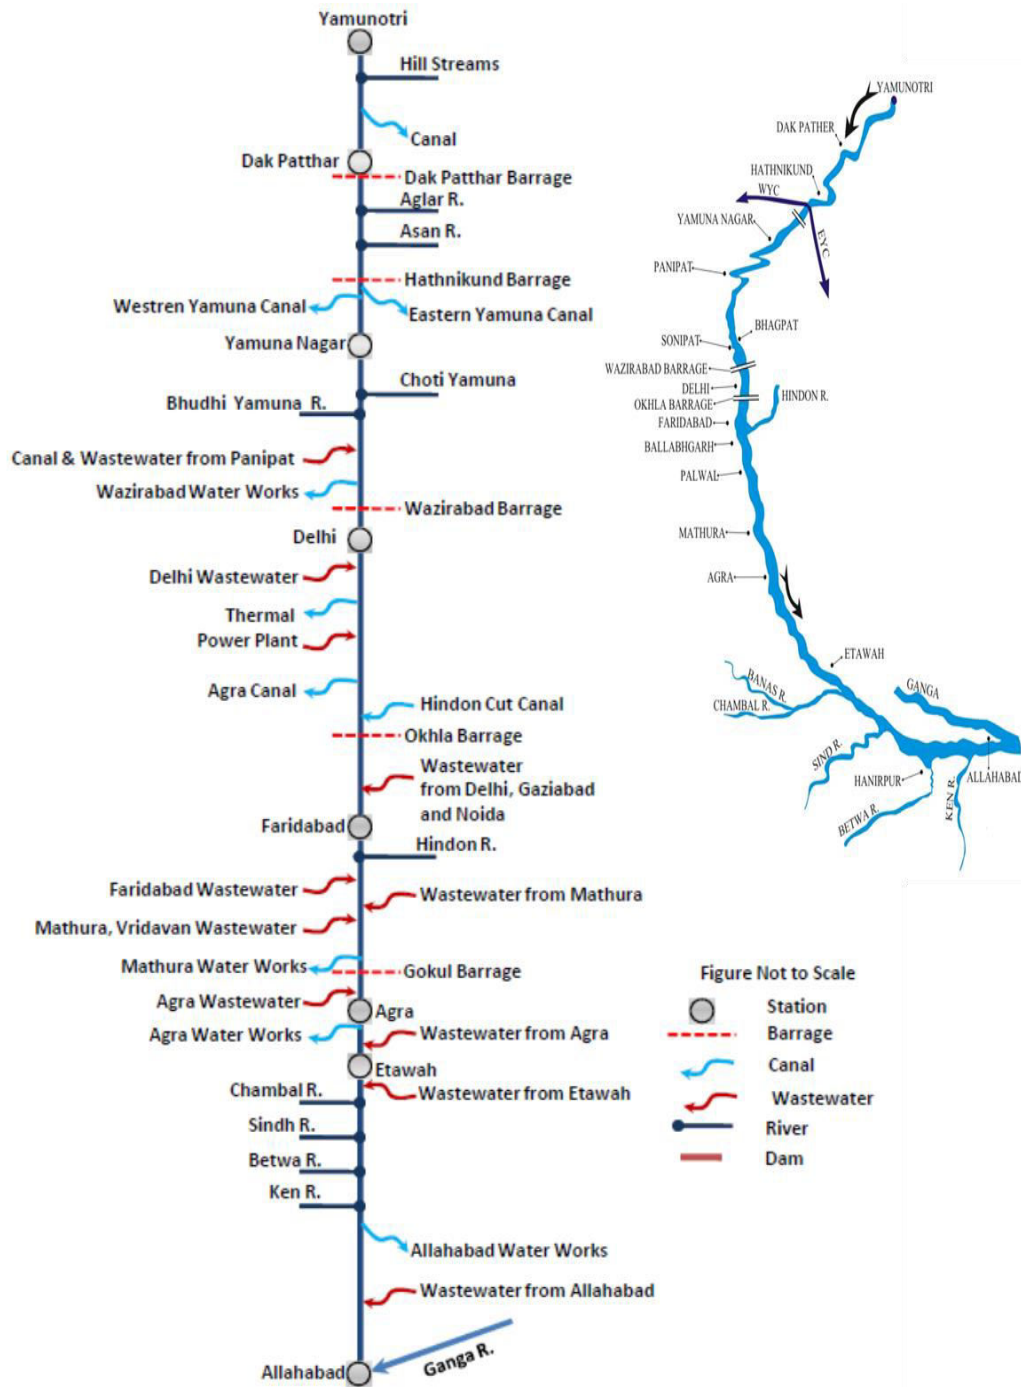 Yamunotri
Hill Streams
Canal
Dak Patthar
Dak Patthar Barrage
Aglar R.
Asan R.
Hathnikund Barrage
Westren Yamuna Canal
Eastern Yamuna Canal
Yamuna Nagar
Choti Yamuna
Bhudhi Yamuna R.
Canal & Wastewater from Panipat
Wazirabad Water Works
Wazirabad Barrage
Delhi
Delhi Wastewater
Thermal
Power Plant
Agra Canal
Hindon Cut Canal
Okhla Barrage
Wastewater
from Delhi, Gaziabad
and Noida
Faridabad
Hindon R.
Faridabad Wastewater
Wastewater from Mathura
Mathura, Vridavan Wastewater
Mathura Water Works
Gokul Barrage
Agra Wastewater
Agra
Agra Water Works
Wastewater from Agra
Etawah
Wastewater from Etawah
Chambal R.
Sindh R.
Betwa R.
Ken R.
Allahabad Water Works
Wastewater from Allahabad
Ganga R.
Allahabad
YAMUNOTRI
DAK PATHER
HATHNIKUND
WYC
EYC
YAMUNA NAGAR
PANIPAT
BHAGPAT
SONIPAT
WAZIRABAD BARRAGE
DELHI
OKHLA BARRAGE
HINDON R.
FARIDABAD
BALLABHGARH
PALWAL
MATHURA
AGRA
ETAWAH
BANAS R.
CHAMBAL R.
GANGA
SIND R.
HANIRPUR
ALLAHABAD
BETWA R.
KEN R.
Figure Not to Scale
Station
Barrage
Canal
Wastewater
River
Dam